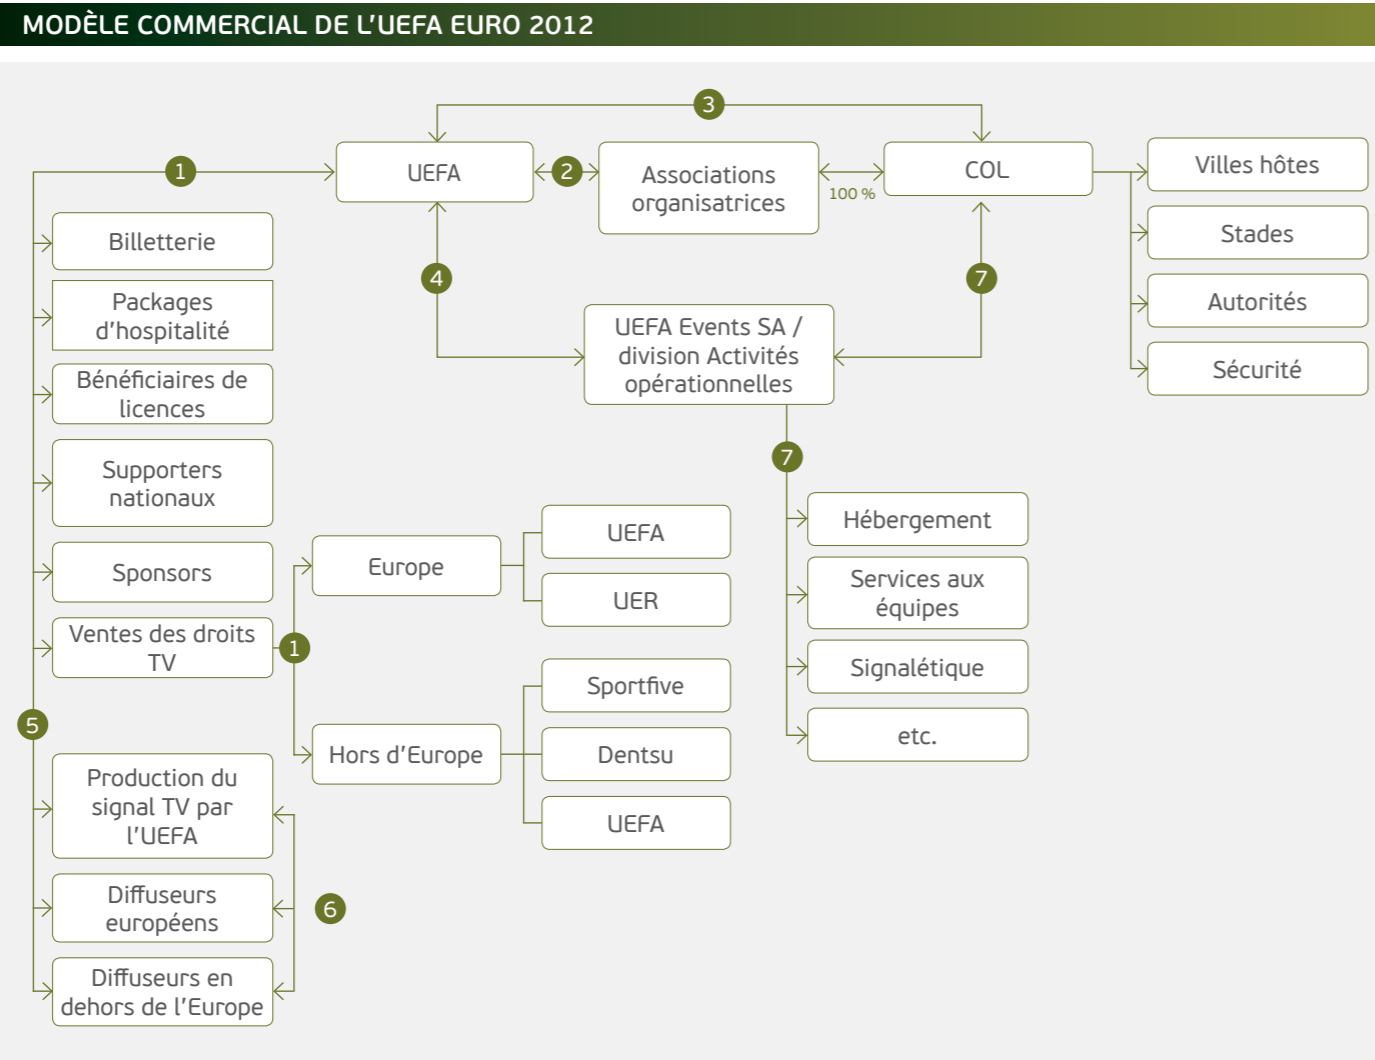 MODÈLE COMMERCIAL DE L'UEFA EURO 2012
3
1
UEFA
2
Associations
organisatrices
100 %
COL
Villes hôtes
Stades
Autorités
Sécurité
Billetterie
Packages
d'hospitalité
Bénéficiaires de
licences
Supporters
nationaux
Sponsors
Ventes des droits
TV
4
7
UEFA Events SA /
division Activités
opérationnelles
7
Hébergement
Services aux
équipes
Signalétique
etc.
1
Europe
UEFA
UER
Hors d'Europe
Sportfive
Dentsu
UEFA
5
Production du
signal TV par
l'UEFA
Diffuseurs
européens
Diffuseurs en
dehors de l'Europe
6